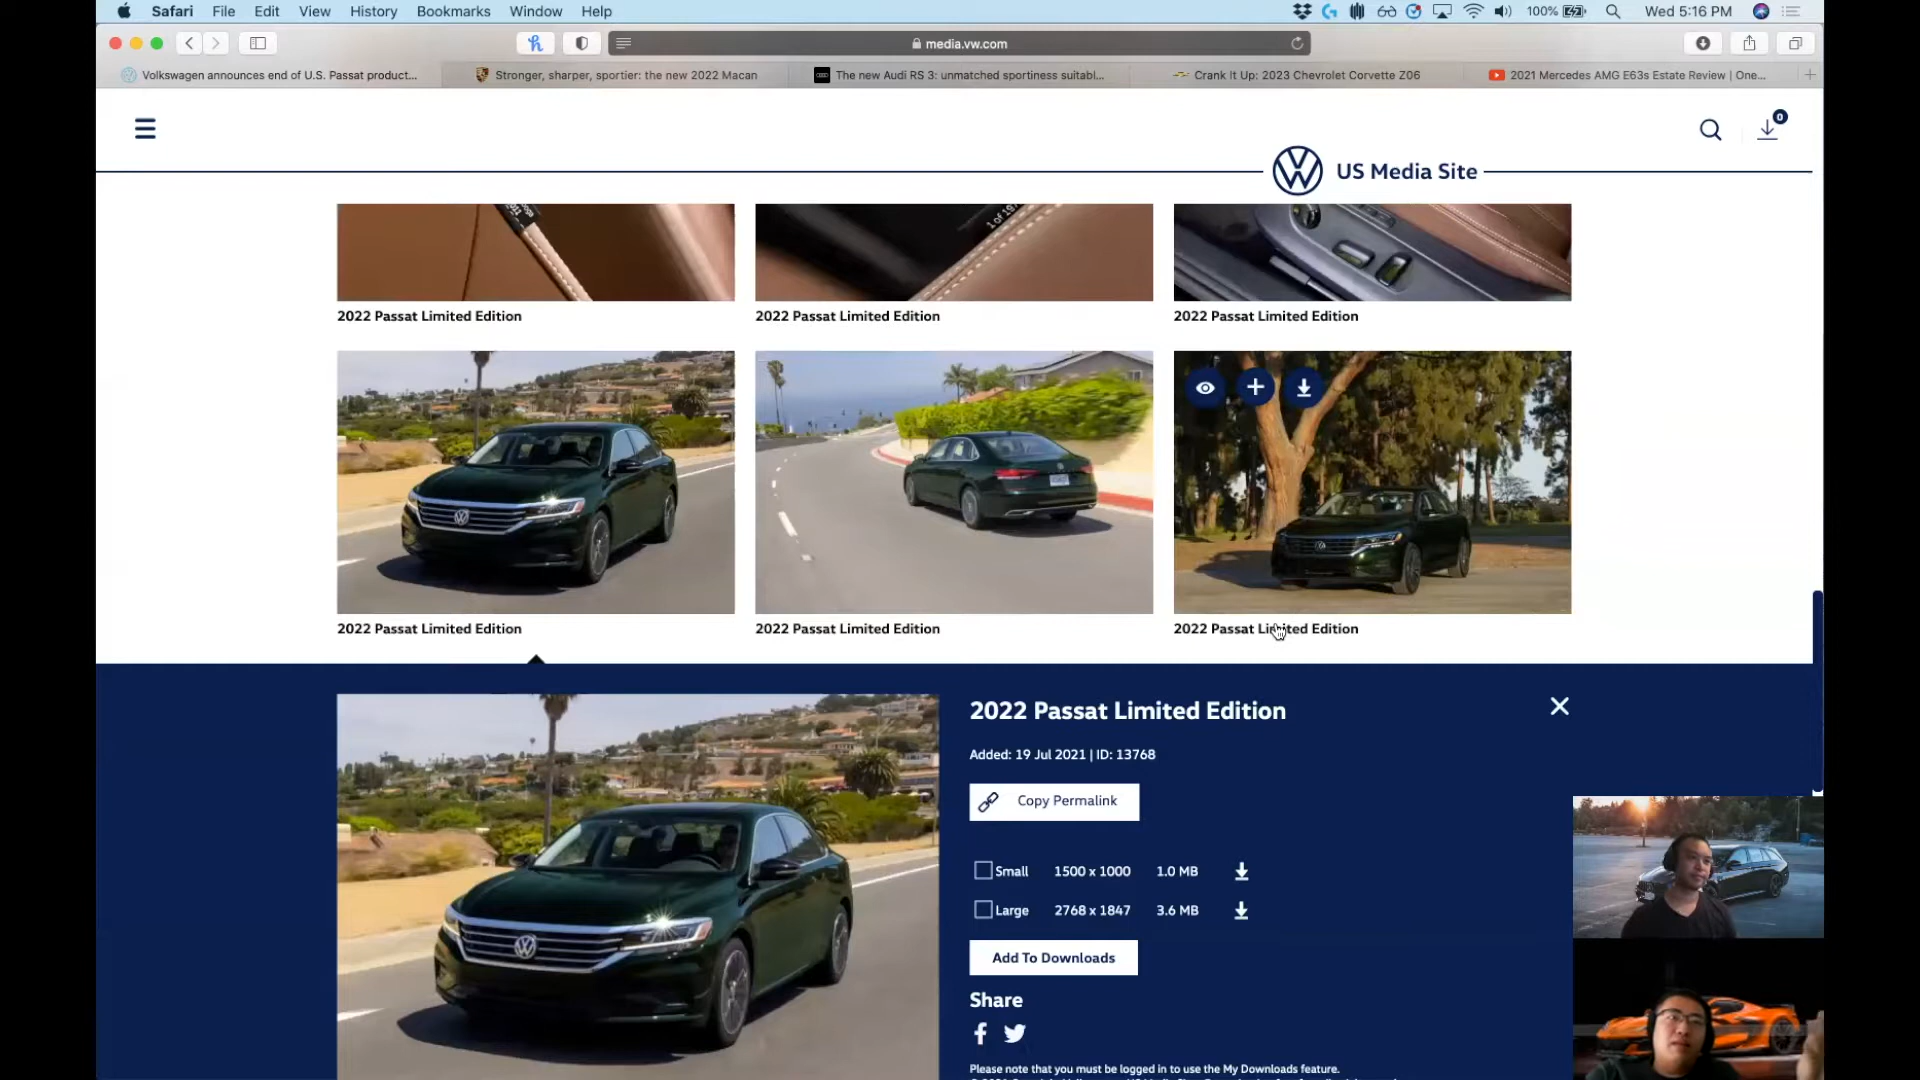 Safari File Edit View History Bookmarks Window Help 100% Wed 5:16 PM
media.vw.com
Volkswagen announces end of U.S. Passat product... Stronger, sharper, sportier: the new 2022 Macan The new Audi RS 3: unmatched sportiness suitabl... Crank It Up: 2023 Chevrolet Corvette Z06 2021 Mercedes AMG E63s Estate Review | One...
0
US Media Site
2022 Passat Limited Edition 2022 Passat Limited Edition 2022 Passat Limited Edition
2022 Passat Limited Edition 2022 Passat Limited Edition 2022 Passat Limited Edition
2022 Passat Limited Edition
Added: 19 Jul 2021 | ID: 13768
Copy Permalink
Small 1500 x 1000 1.0 MB
Large 2768 x 1847 3.6 MB
Add To Downloads
Share
Please note that you must be logged in to use the My Downloads feature.